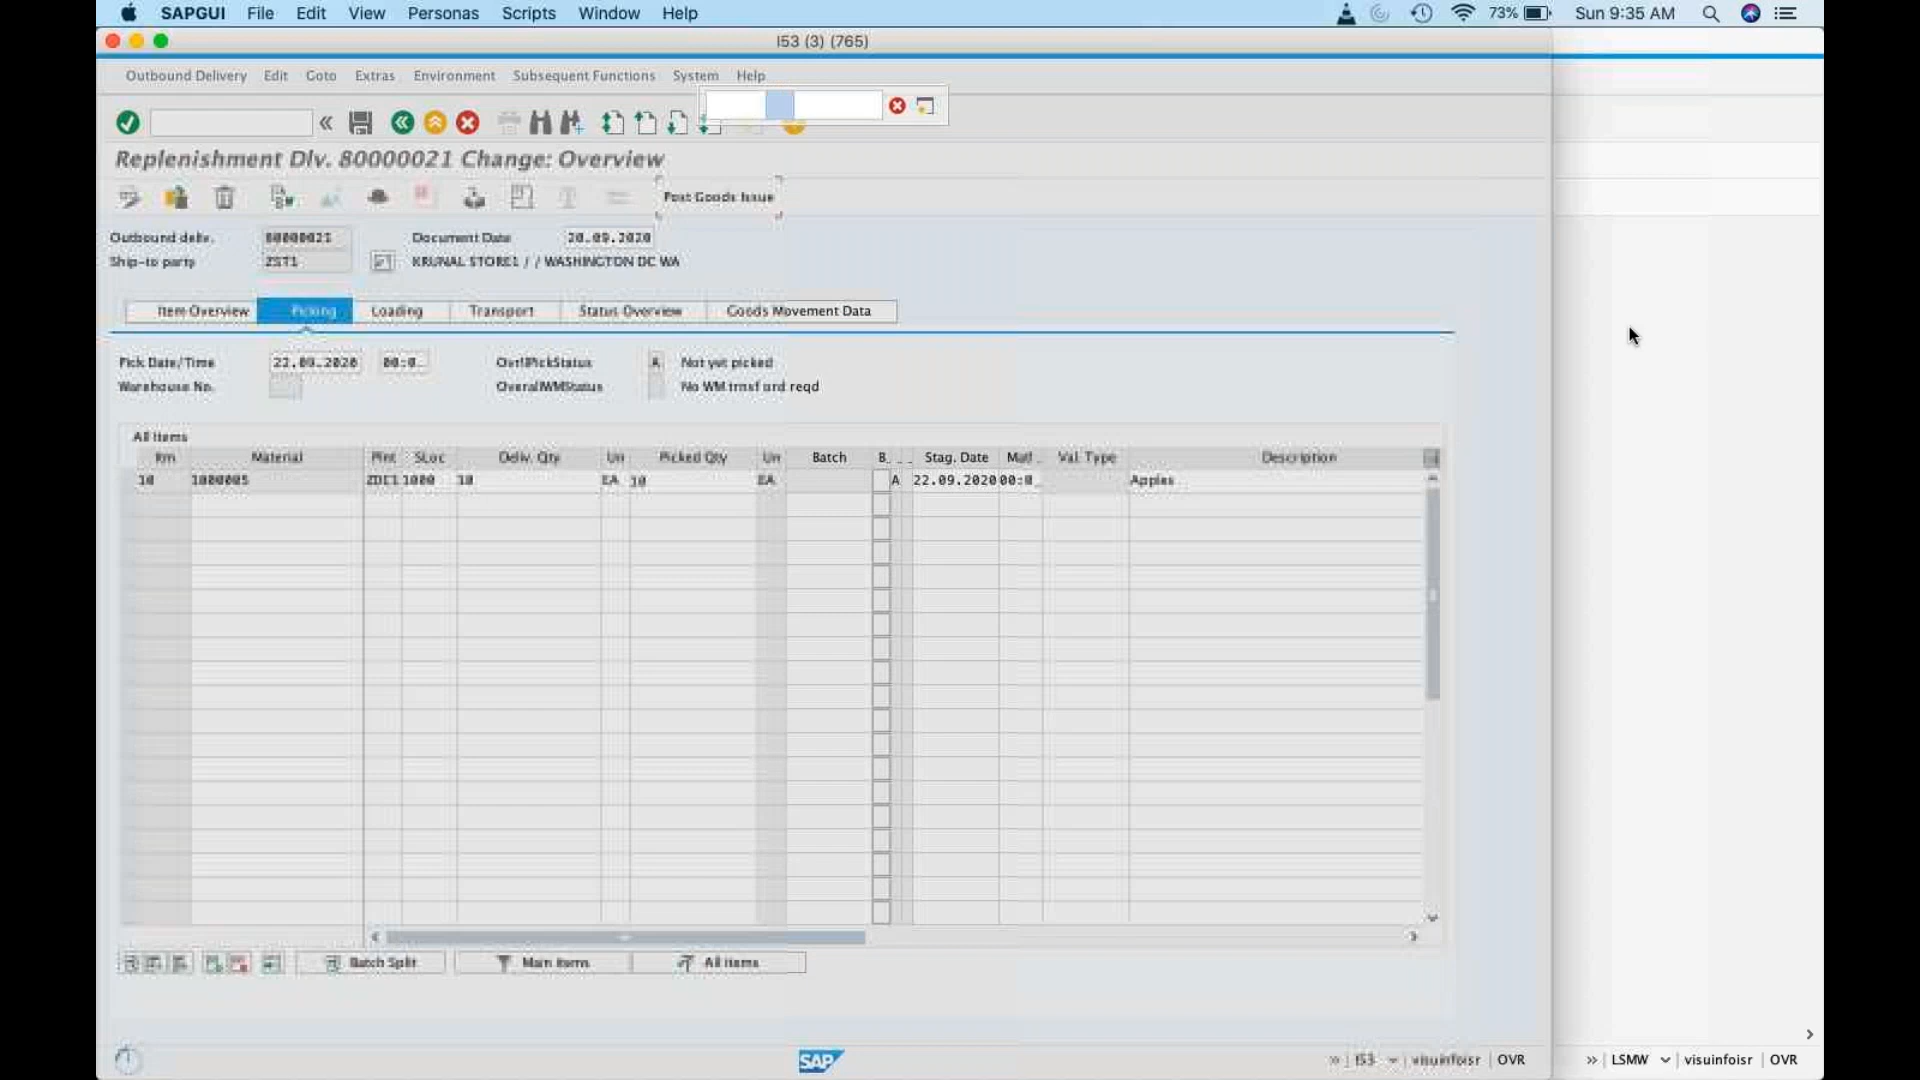 SAPGUI File Edit View Personas Scripts Window Help 73% Sun 9:35 AM
I53 (3) (765)
Outbound Delivery Edit Goto Extras Environment Subsequent Functions System Help
Replenishment Dlv. 80000021 Change: Overview
Post Goods Issue
Outbound deliv. 80000021 Document Date 20.09.2020
Ship-to party ZST1 KRUNAL STORE1 / / WASHINGTON DC WA
Item Overview Picking Loading Transport Status Overview Goods Movement Data
Pick Date/Time 22.09.2020 00:0_ OvrllPickStatus A Not yet picked
Warehouse No. OverallWMStatus No WM trnsf ord reqd
All Items
Itm Material Plnt SLoc Deliv. Qty Un Picked Qty Un Batch B. Stag. Date Matl Val. Type Description
10 1000005 ZDC1 1000 10 EA 10 EA A 22.09.2020 00:0_ Apples
Batch Split Main items All items
SAP I53 visuinfoisr OVR LSMW visuinfoisr OVR